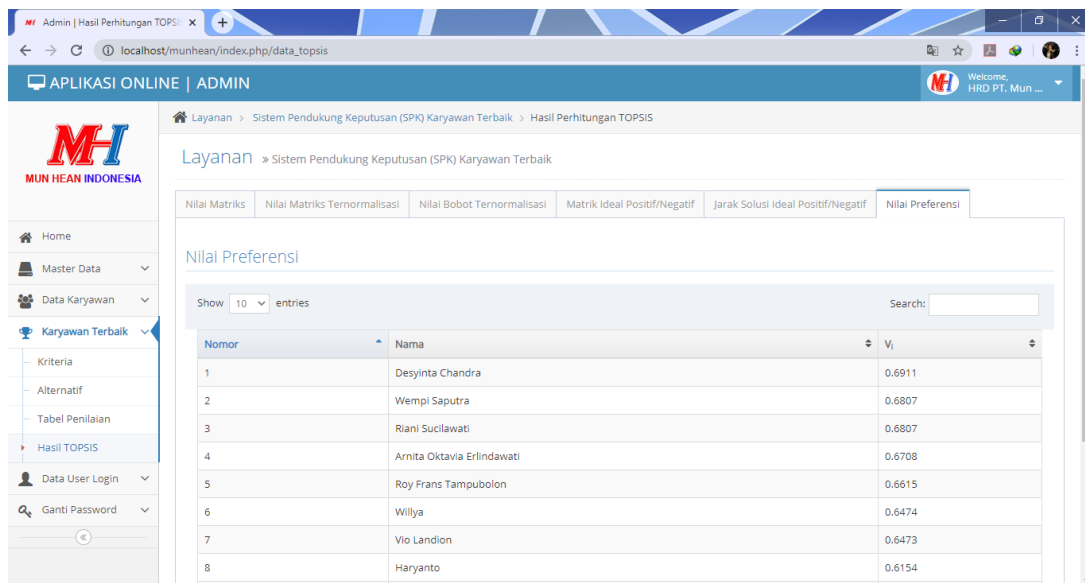 MHI Admin | Hasil Perhitungan TOPSI
localhost/munhean/index.php/data_topsis
APLIKASI ONLINE | ADMIN
MHI
Welcome,
HRD PT. Mun ...
Layanan > Sistem Pendukung Keputusan (SPK) Karyawan Terbaik > Hasil Perhitungan TOPSIS
MHI
MUN HEAN INDONESIA
Layanan » Sistem Pendukung Keputusan (SPK) Karyawan Terbaik
Nilai Matriks Nilai Matriks Ternormalisasi Nilai Bobot Ternormalisasi Matrik Ideal Positif/Negatif Jarak Solusi Ideal Positif/Negatif Nilai Preferensi
Home
Master Data
Data Karyawan
Karyawan Terbaik
Kriteria
Alternatif
Tabel Penilaian
Hasil TOPSIS
Data User Login
Ganti Password
Nilai Preferensi
Show 10 entries Search:
Nomor Nama Vi
1 Desyinta Chandra 0.6911
2 Wempi Saputra 0.6807
3 Riani Sucilawati 0.6807
4 Arnita Oktavia Erlindawati 0.6708
5 Roy Frans Tampubolon 0.6615
6 Willya 0.6474
7 Vio Landion 0.6473
8 Haryanto 0.6154